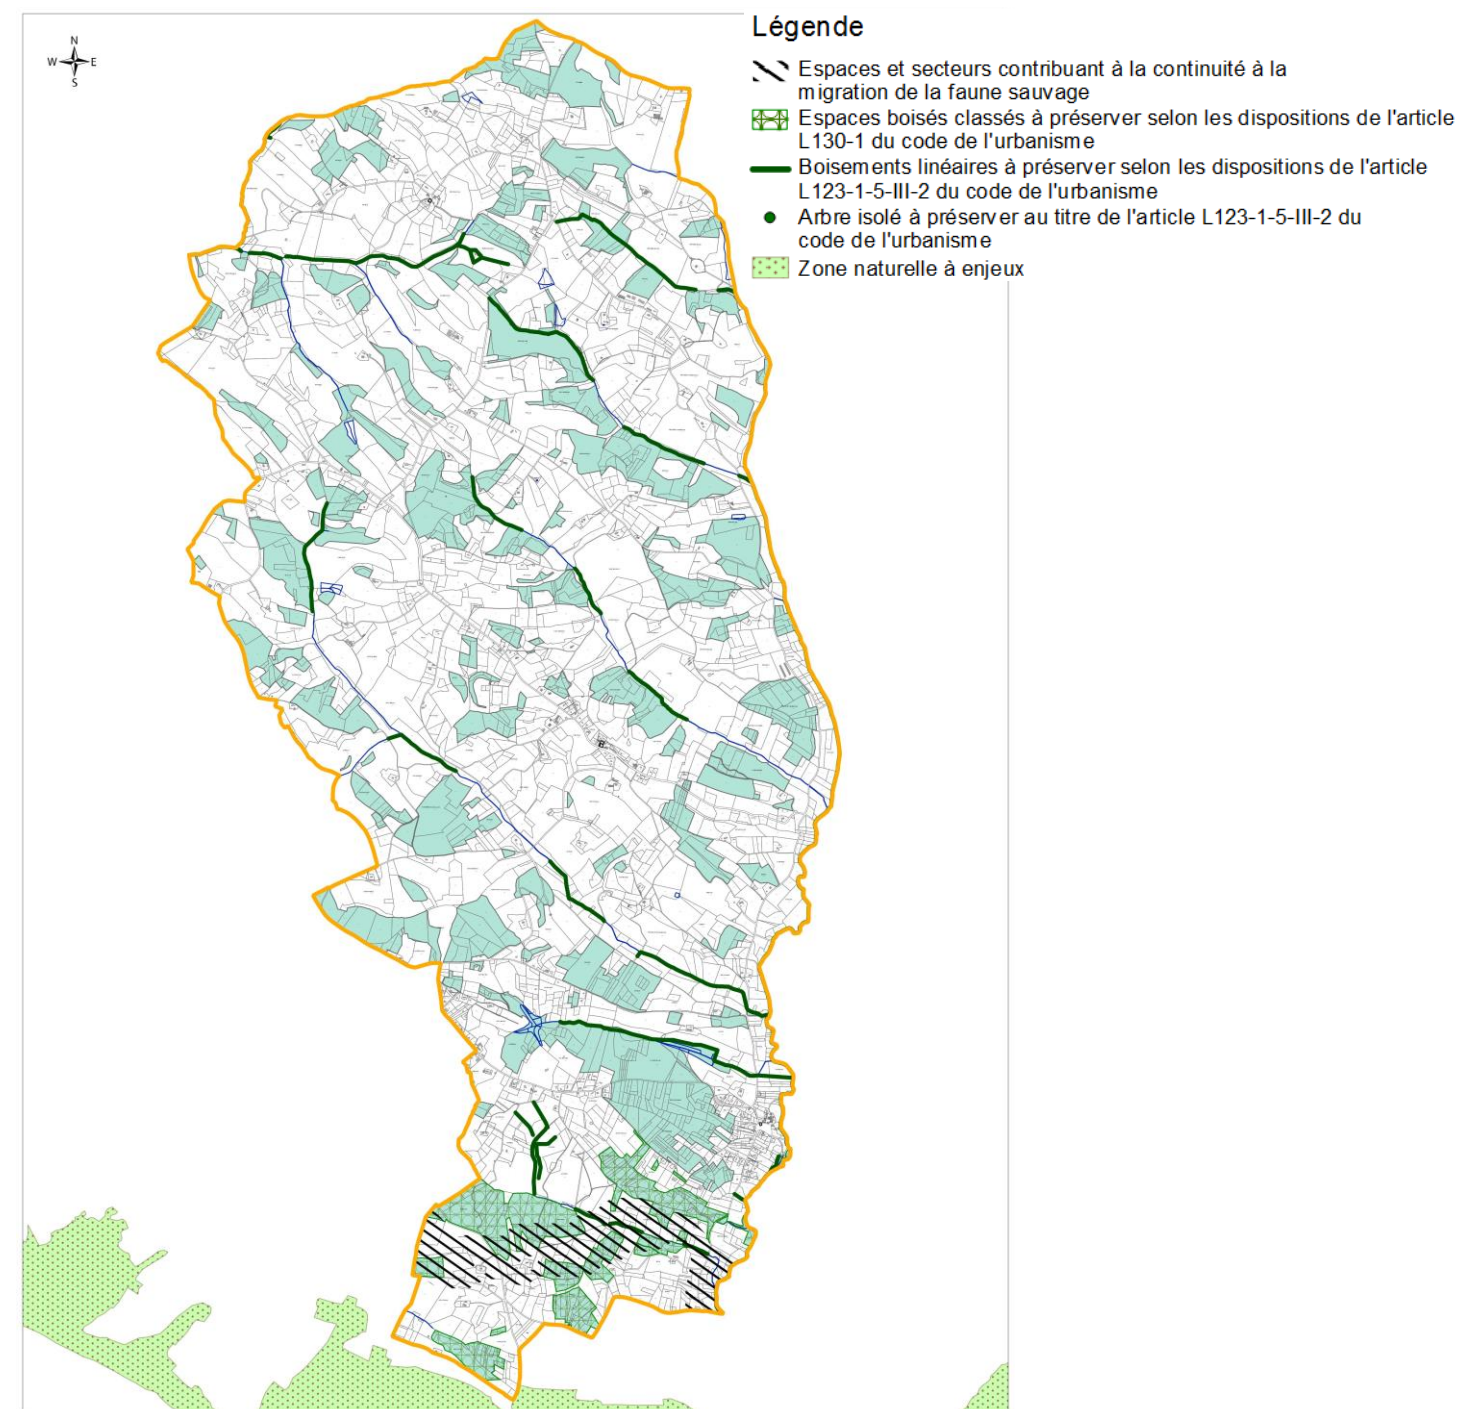 N
W E
S
Légende
Espaces et secteurs contribuant à la continuité à la
migration de la faune sauvage
Espaces boisés classés à préserver selon les dispositions de l'article
L130-1 du code de l'urbanisme
Boisements linéaires à préserver selon les dispositions de l'article
L123-1-5-III-2 du code de l'urbanisme
Arbre isolé à préserver au titre de l'article L123-1-5-III-2 du
code de l'urbanisme
Zone naturelle à enjeux